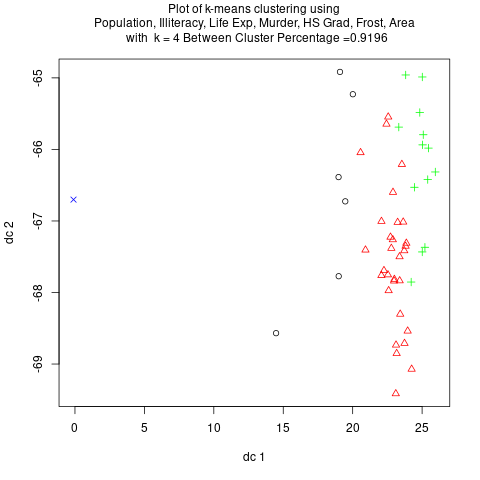 Plot of k-means clustering using
Population, Illiteracy, Life Exp, Murder, HS Grad, Frost, Area
with k = 4 Between Cluster Percentage =0.9196
-65
-66
-67
-68
-69
dc 2
0 5 10 15 20 25
dc 1